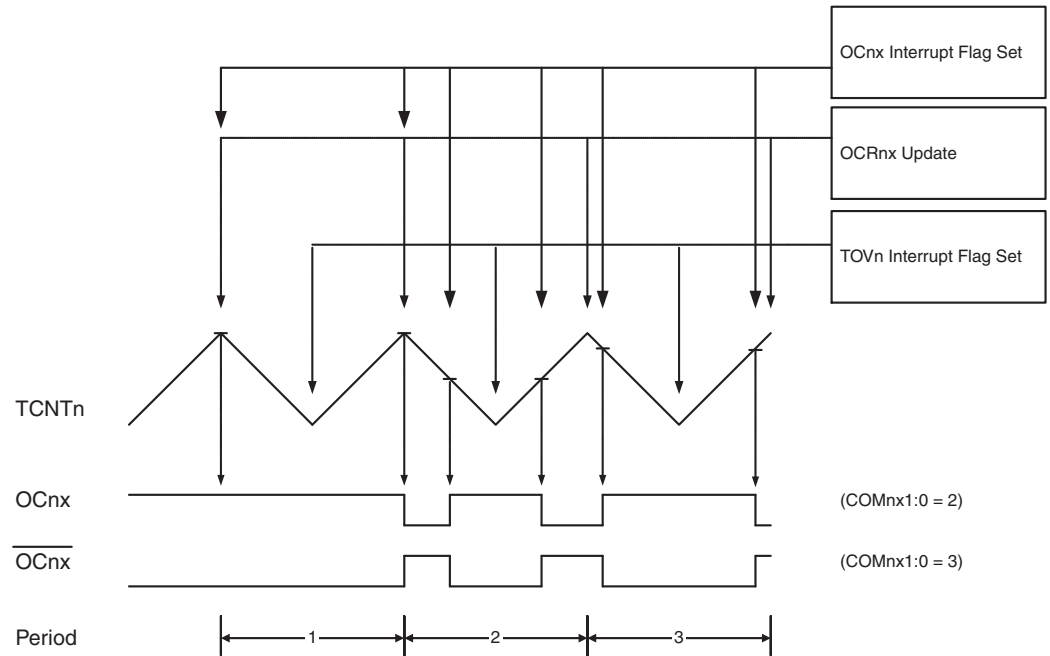 OCnx Interrupt Flag Set
OCRnx Update
TOVn Interrupt Flag Set
TCNTn
OCnx
(COMnx1:0 = 2)
OCnx
(COMnx1:0 = 3)
Period
1
2
3